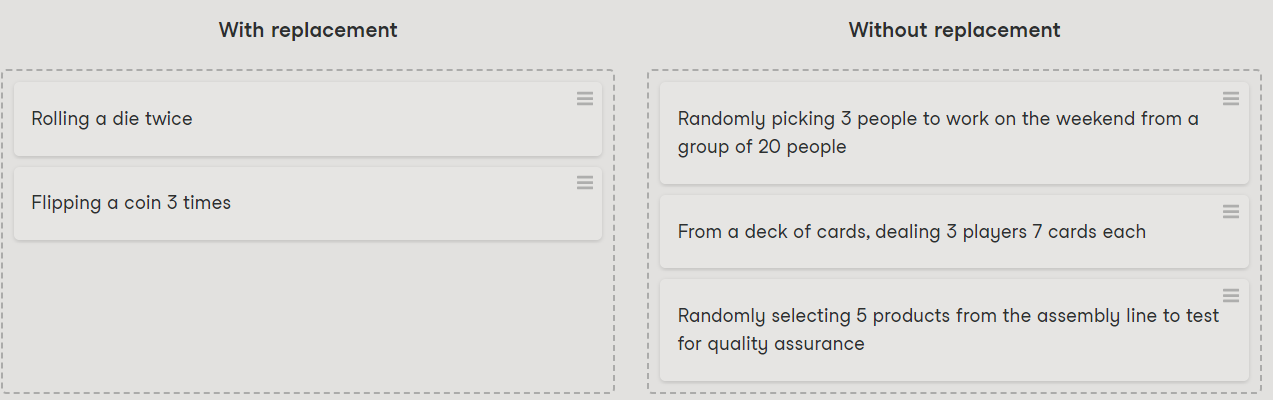 With replacement
Without replacement
Rolling a die twice
Flipping a coin 3 times
Randomly picking 3 people to work on the weekend from a
group of 20 people
From a deck of cards, dealing 3 players 7 cards each
Randomly selecting 5 products from the assembly line to test
for quality assurance